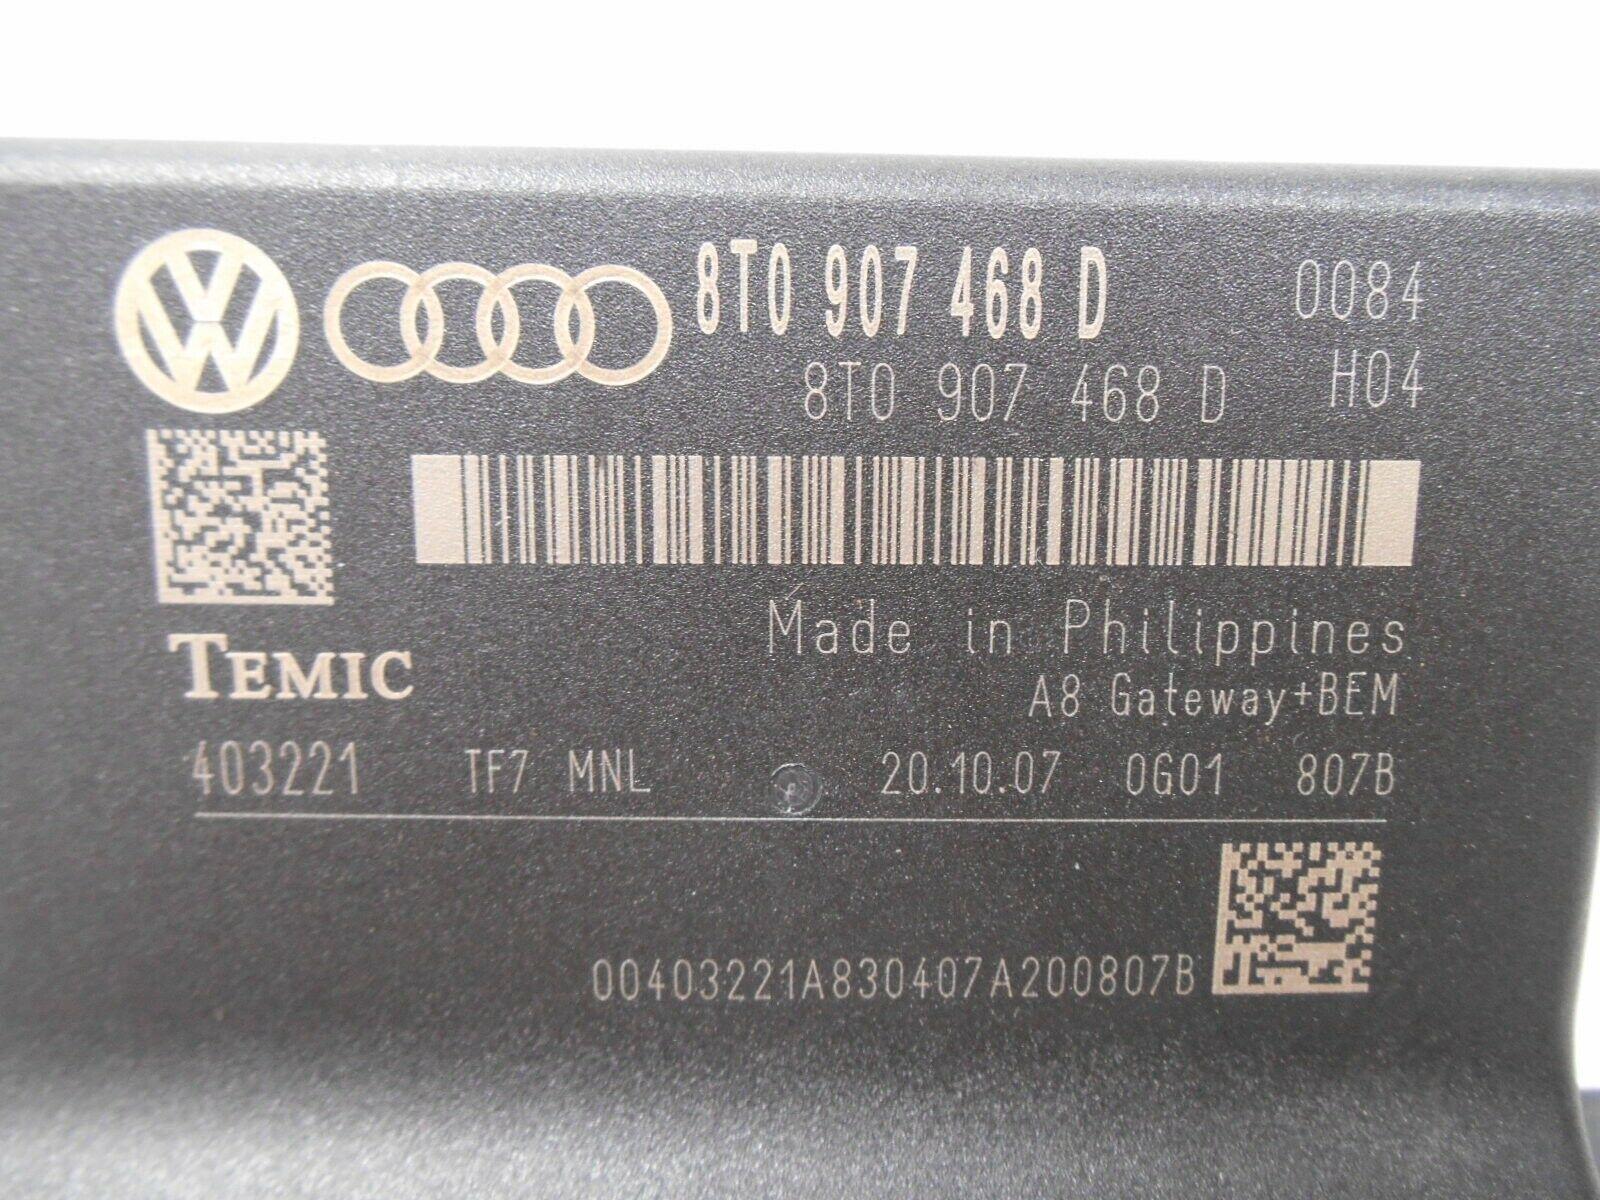 8T0 907 468 D 0084
8T0 907 468 D H04
Made in Philippines
TEMIC
A8 Gateway+BEM
403221 TF7 MNL 20.10.07 0G01 807B
00403221A830407A200807B